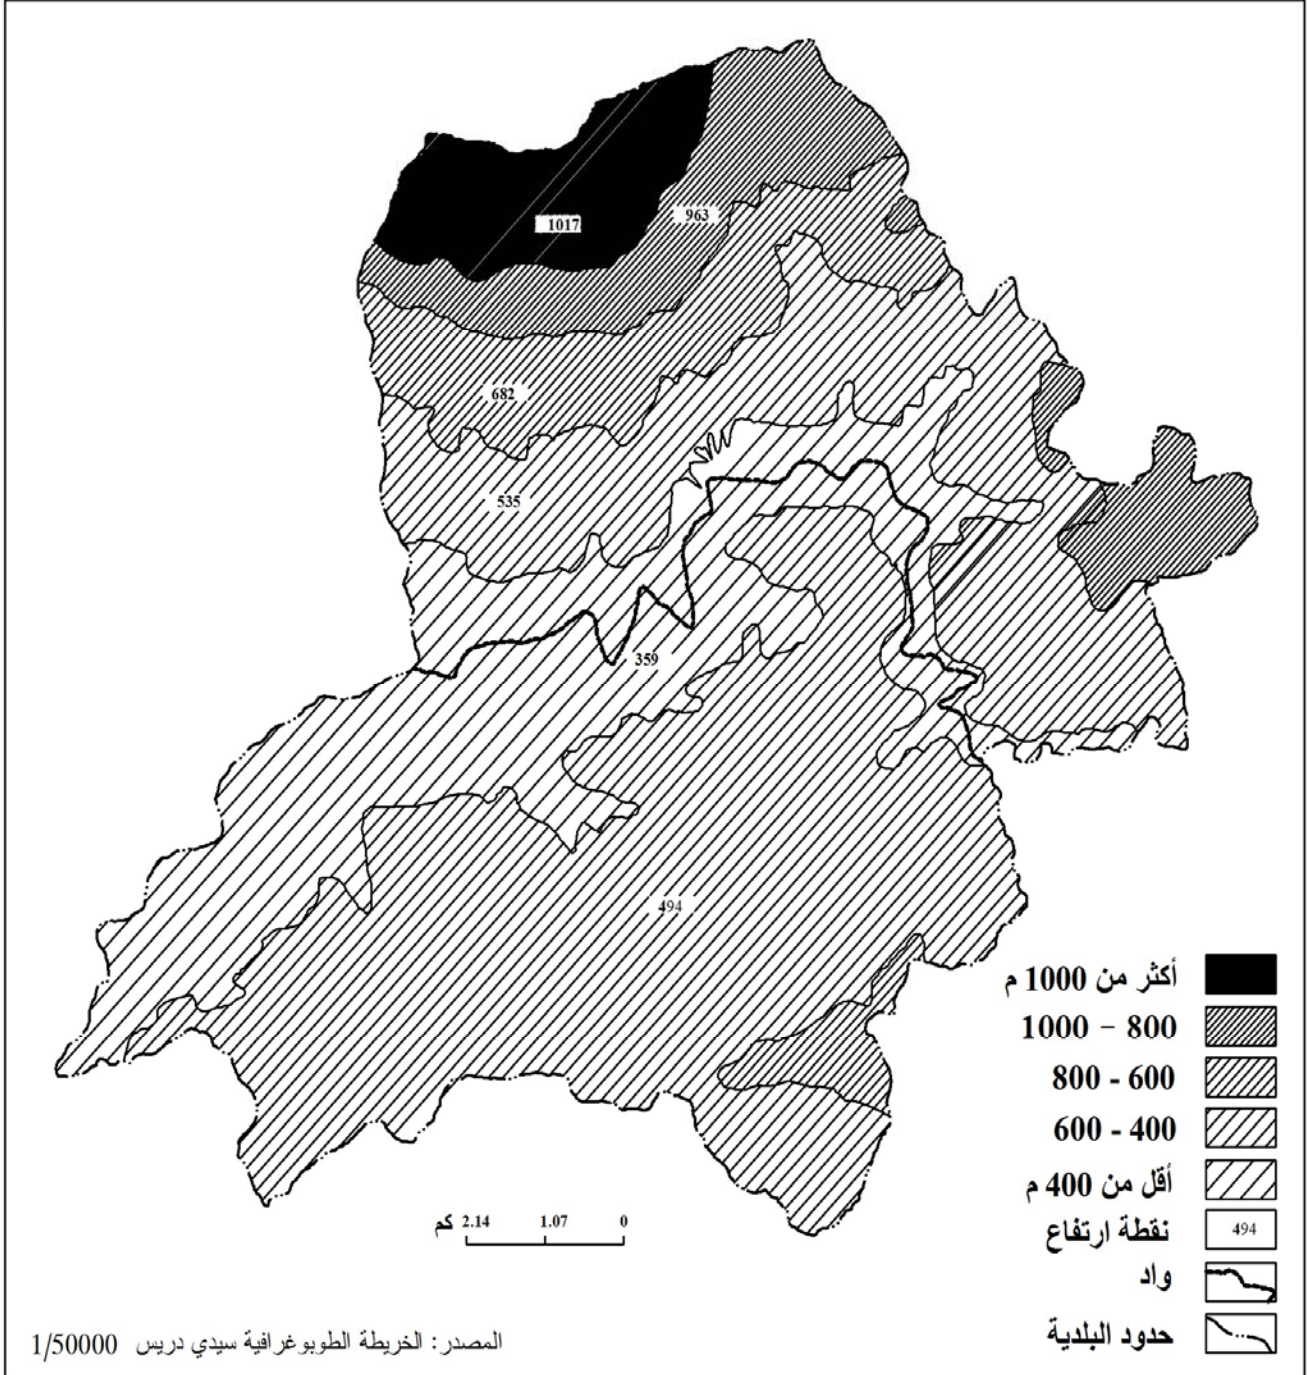 1017
963
682
535
359
494
أكثر من 1000 م
1000 - 800
800 - 600
600 - 400
أقل من 400 م
نقطة ارتفاع 494
واد
حدود البلدية
كم 2.14 1.07 0
المصدر: الخريطة الطوبوغرافية سيدي دريس 1/50000